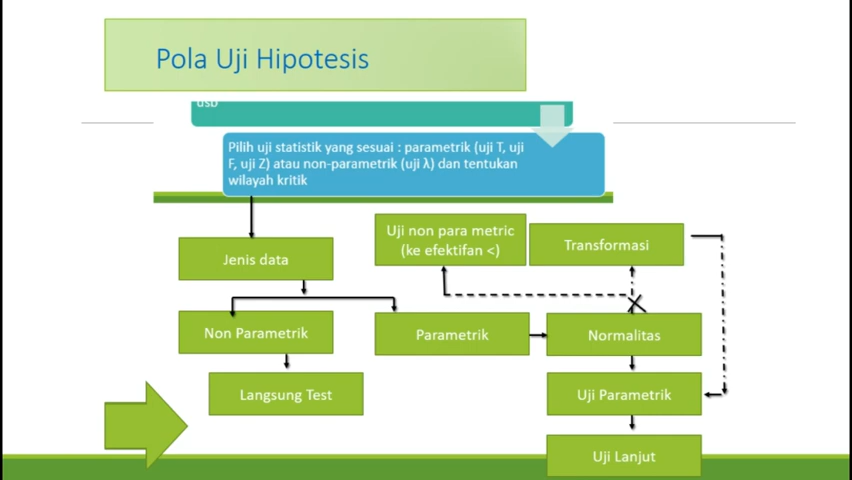 Pola Uji Hipotesis
dsb
Pilih uji statistik yang sesuai : parametrik (uji T, uji
F, uji Z) atau non-parametrik (uji λ) dan tentukan
wilayah kritik
Uji non para metric
(ke efektifan <)
Transformasi
Jenis data
Non Parametrik
Parametrik
Normalitas
Langsung Test
Uji Parametrik
Uji Lanjut